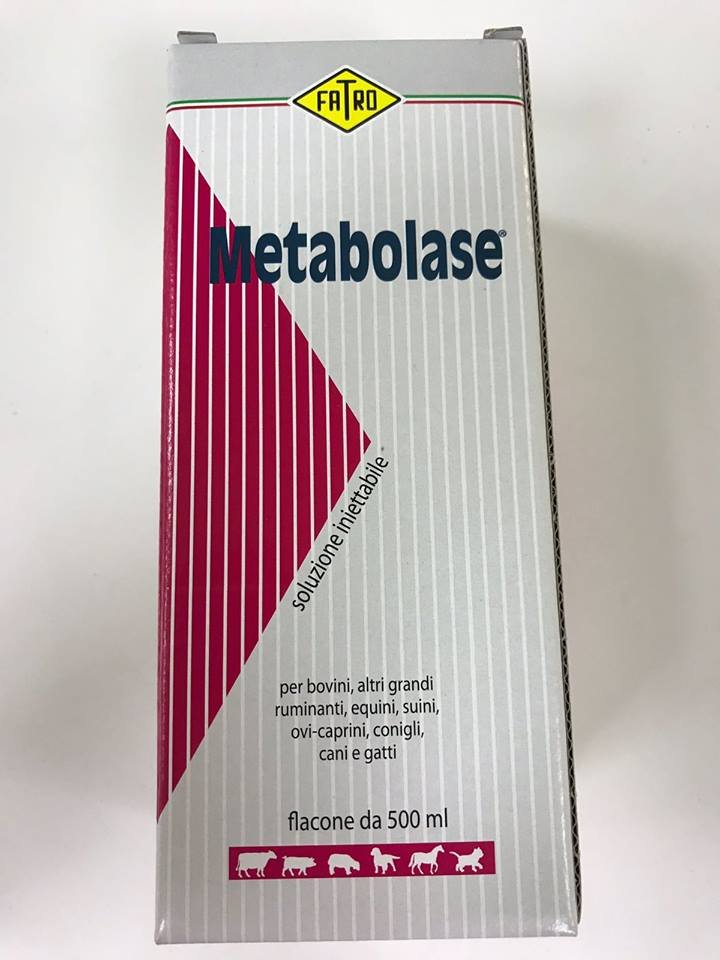 FATRO
Metabolase®
soluzione iniettabile
per bovini, altri grandi
ruminanti, equini, suini,
ovi-caprini, conigli,
cani e gatti
flacone da 500 ml